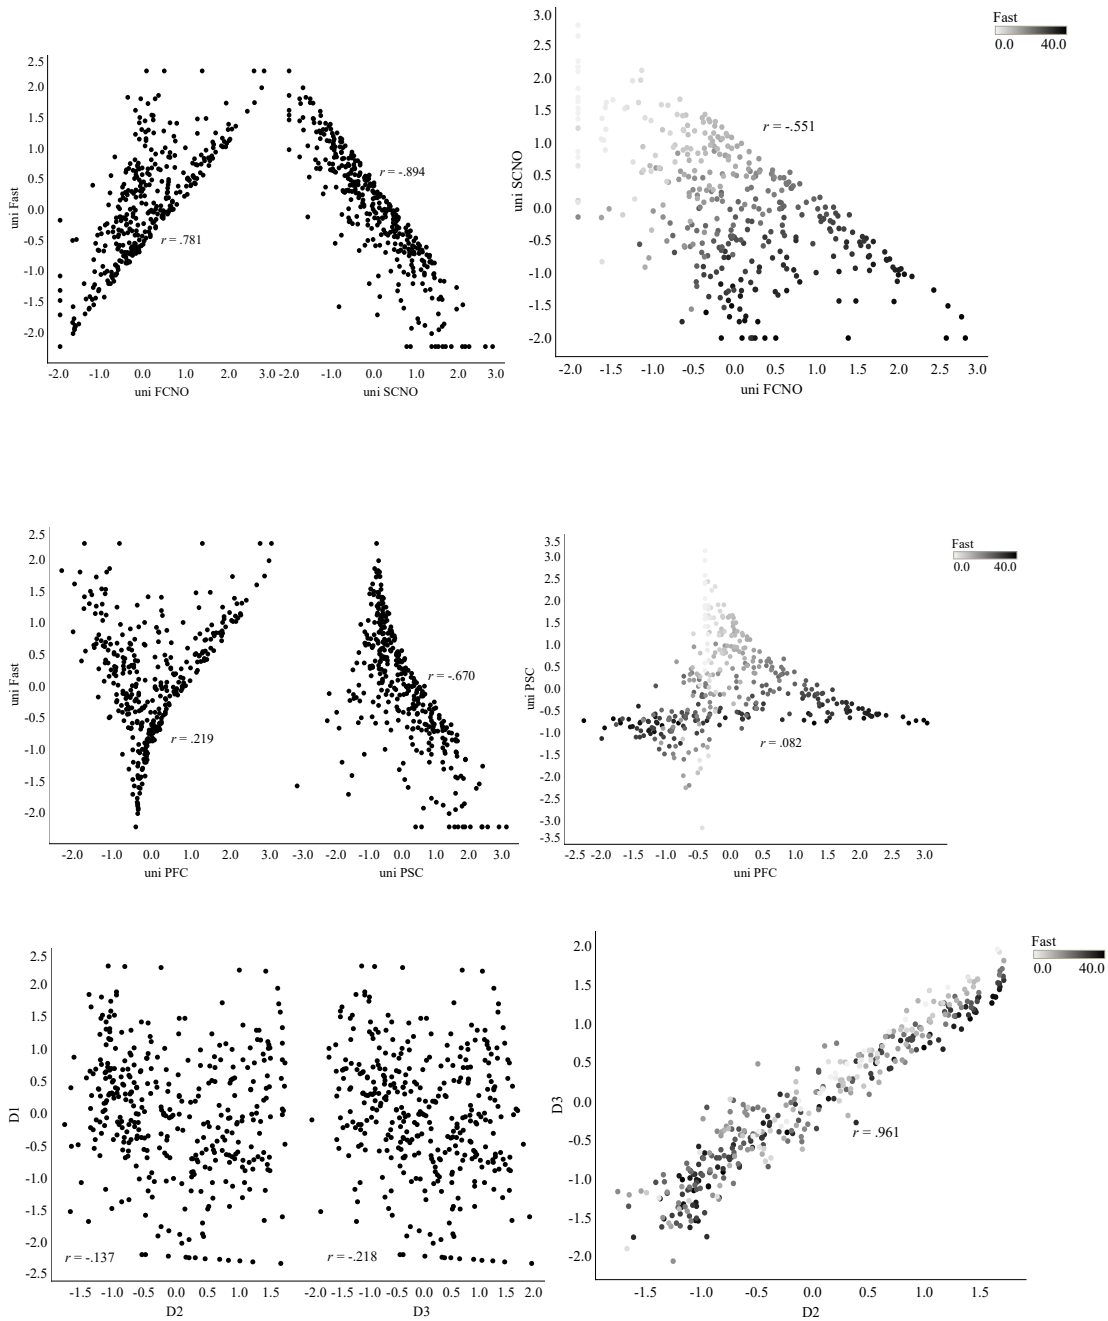 2.5
2.0
1.5
1.0
0.5
0.0
-0.5
-1.0
-1.5
-2.0
uni Fast
r = .781
r = -.894
-2.0 -1.0 0.0 1.0 2.0 3.0 -2.0 -1.0 0.0 1.0 2.0 3.0
uni FCNO uni SCNO
3.0
2.5
2.0
1.5
1.0
0.5
0.0
-0.5
-1.0
-1.5
-2.0
uni SCNO
Fast
0.0 40.0
r = -.551
-2.0 -1.5 -1.0 -0.5 0.0 0.5 1.0 1.5 2.0 2.5 3.0
uni FCNO
2.5
2.0
1.5
1.0
0.5
0.0
-0.5
-1.0
-1.5
-2.0
uni Fast
r = -.670
r = .219
-2.0 -1.0 0.0 1.0 2.0 3.0 -3.0 -2.0 -1.0 0.0 1.0 2.0 3.0
uni PFC uni PSC
3.5
3.0
2.5
2.0
1.5
1.0
0.5
0.0
-0.5
-1.0
-1.5
-2.5
-3.0
-3.5
uni PSC
Fast
0.0 40.0
r = .082
-2.5 -2.0 -1.5 -1.0 -0.5 0.0 0.5 1.0 1.5 2.0 2.5 3.0
uni PFC
2.5
2.0
1.5
1.0
0.5
0.0
-0.5
-1.0
-1.5
-2.0
-2.5
D1
r = -.137
r = -.218
-1.5 -1.0 -0.5 0.0 0.5 1.0 1.5 -2.0 -1.5 -1.0 -0.5 0.0 0.5 1.0 1.5 2.0
D2 D3
2.0
1.5
1.0
0.5
0.0
-0.5
-1.0
-1.5
-2.0
D3
Fast
0.0 40.0
r = .961
-1.5 -1.0 -0.5 0.0 0.5 1.0 1.5
D2